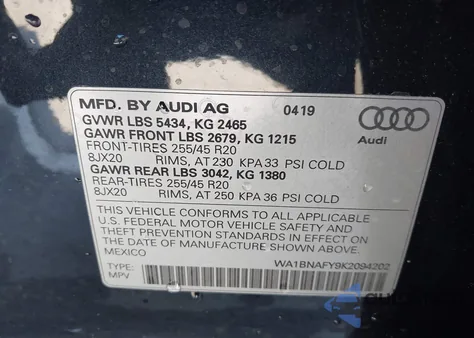 MFD. BY AUDI AG 04 19
GVWR LBS 5434, KG 2465
GAWR FRONT LBS 2679, KG 1215
FRONT-TIRES 255/45 R20
8JX20 RIMS, AT 230 KPA 33 PSI COLD
GAWR REAR LBS 3042, KG 1380
REAR-TIRES 255/45 R20
8JX20 RIMS, AT 250 KPA 36 PSI COLD
Audi
THIS VEHICLE CONFORMS TO ALL APPLICABLE
U.S. FEDERAL MOTOR VEHICLE SAFETY AND
THEFT PREVENTION STANDARDS IN EFFECT ON
THE DATE OF MANUFACTURE SHOWN ABOVE.
MEXICO
WA1BNAFY9K2094202
TYPE:
MPV